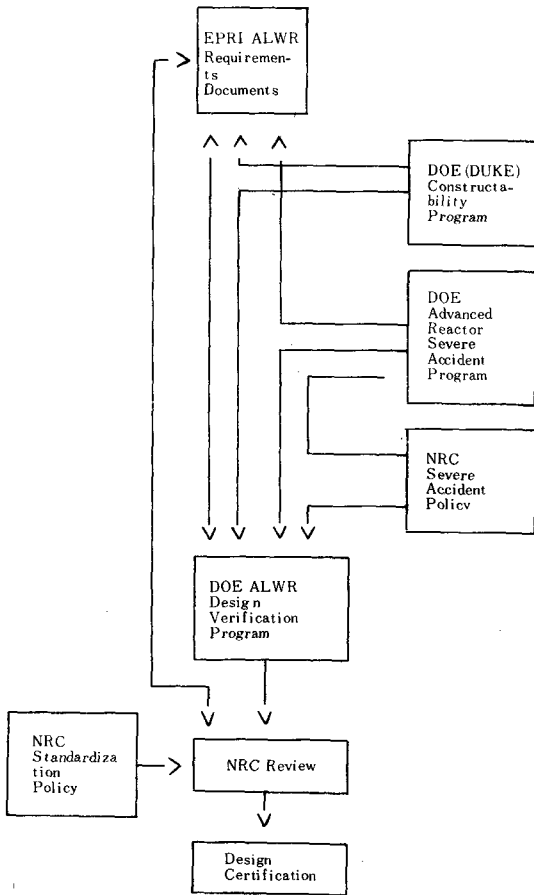 EPRI ALWR
Requiremen-
ts
Documents
DOE (DUKE)
Constructa-
bility
Program
DOE
Advanced
Reactor
Severe
Accident
Program
NRC
Severe
Accident
Policy
DOE ALWR
Design
Verification
Program
NRC
Standardiza
tion
Policy
NRC Review
Design
Certification